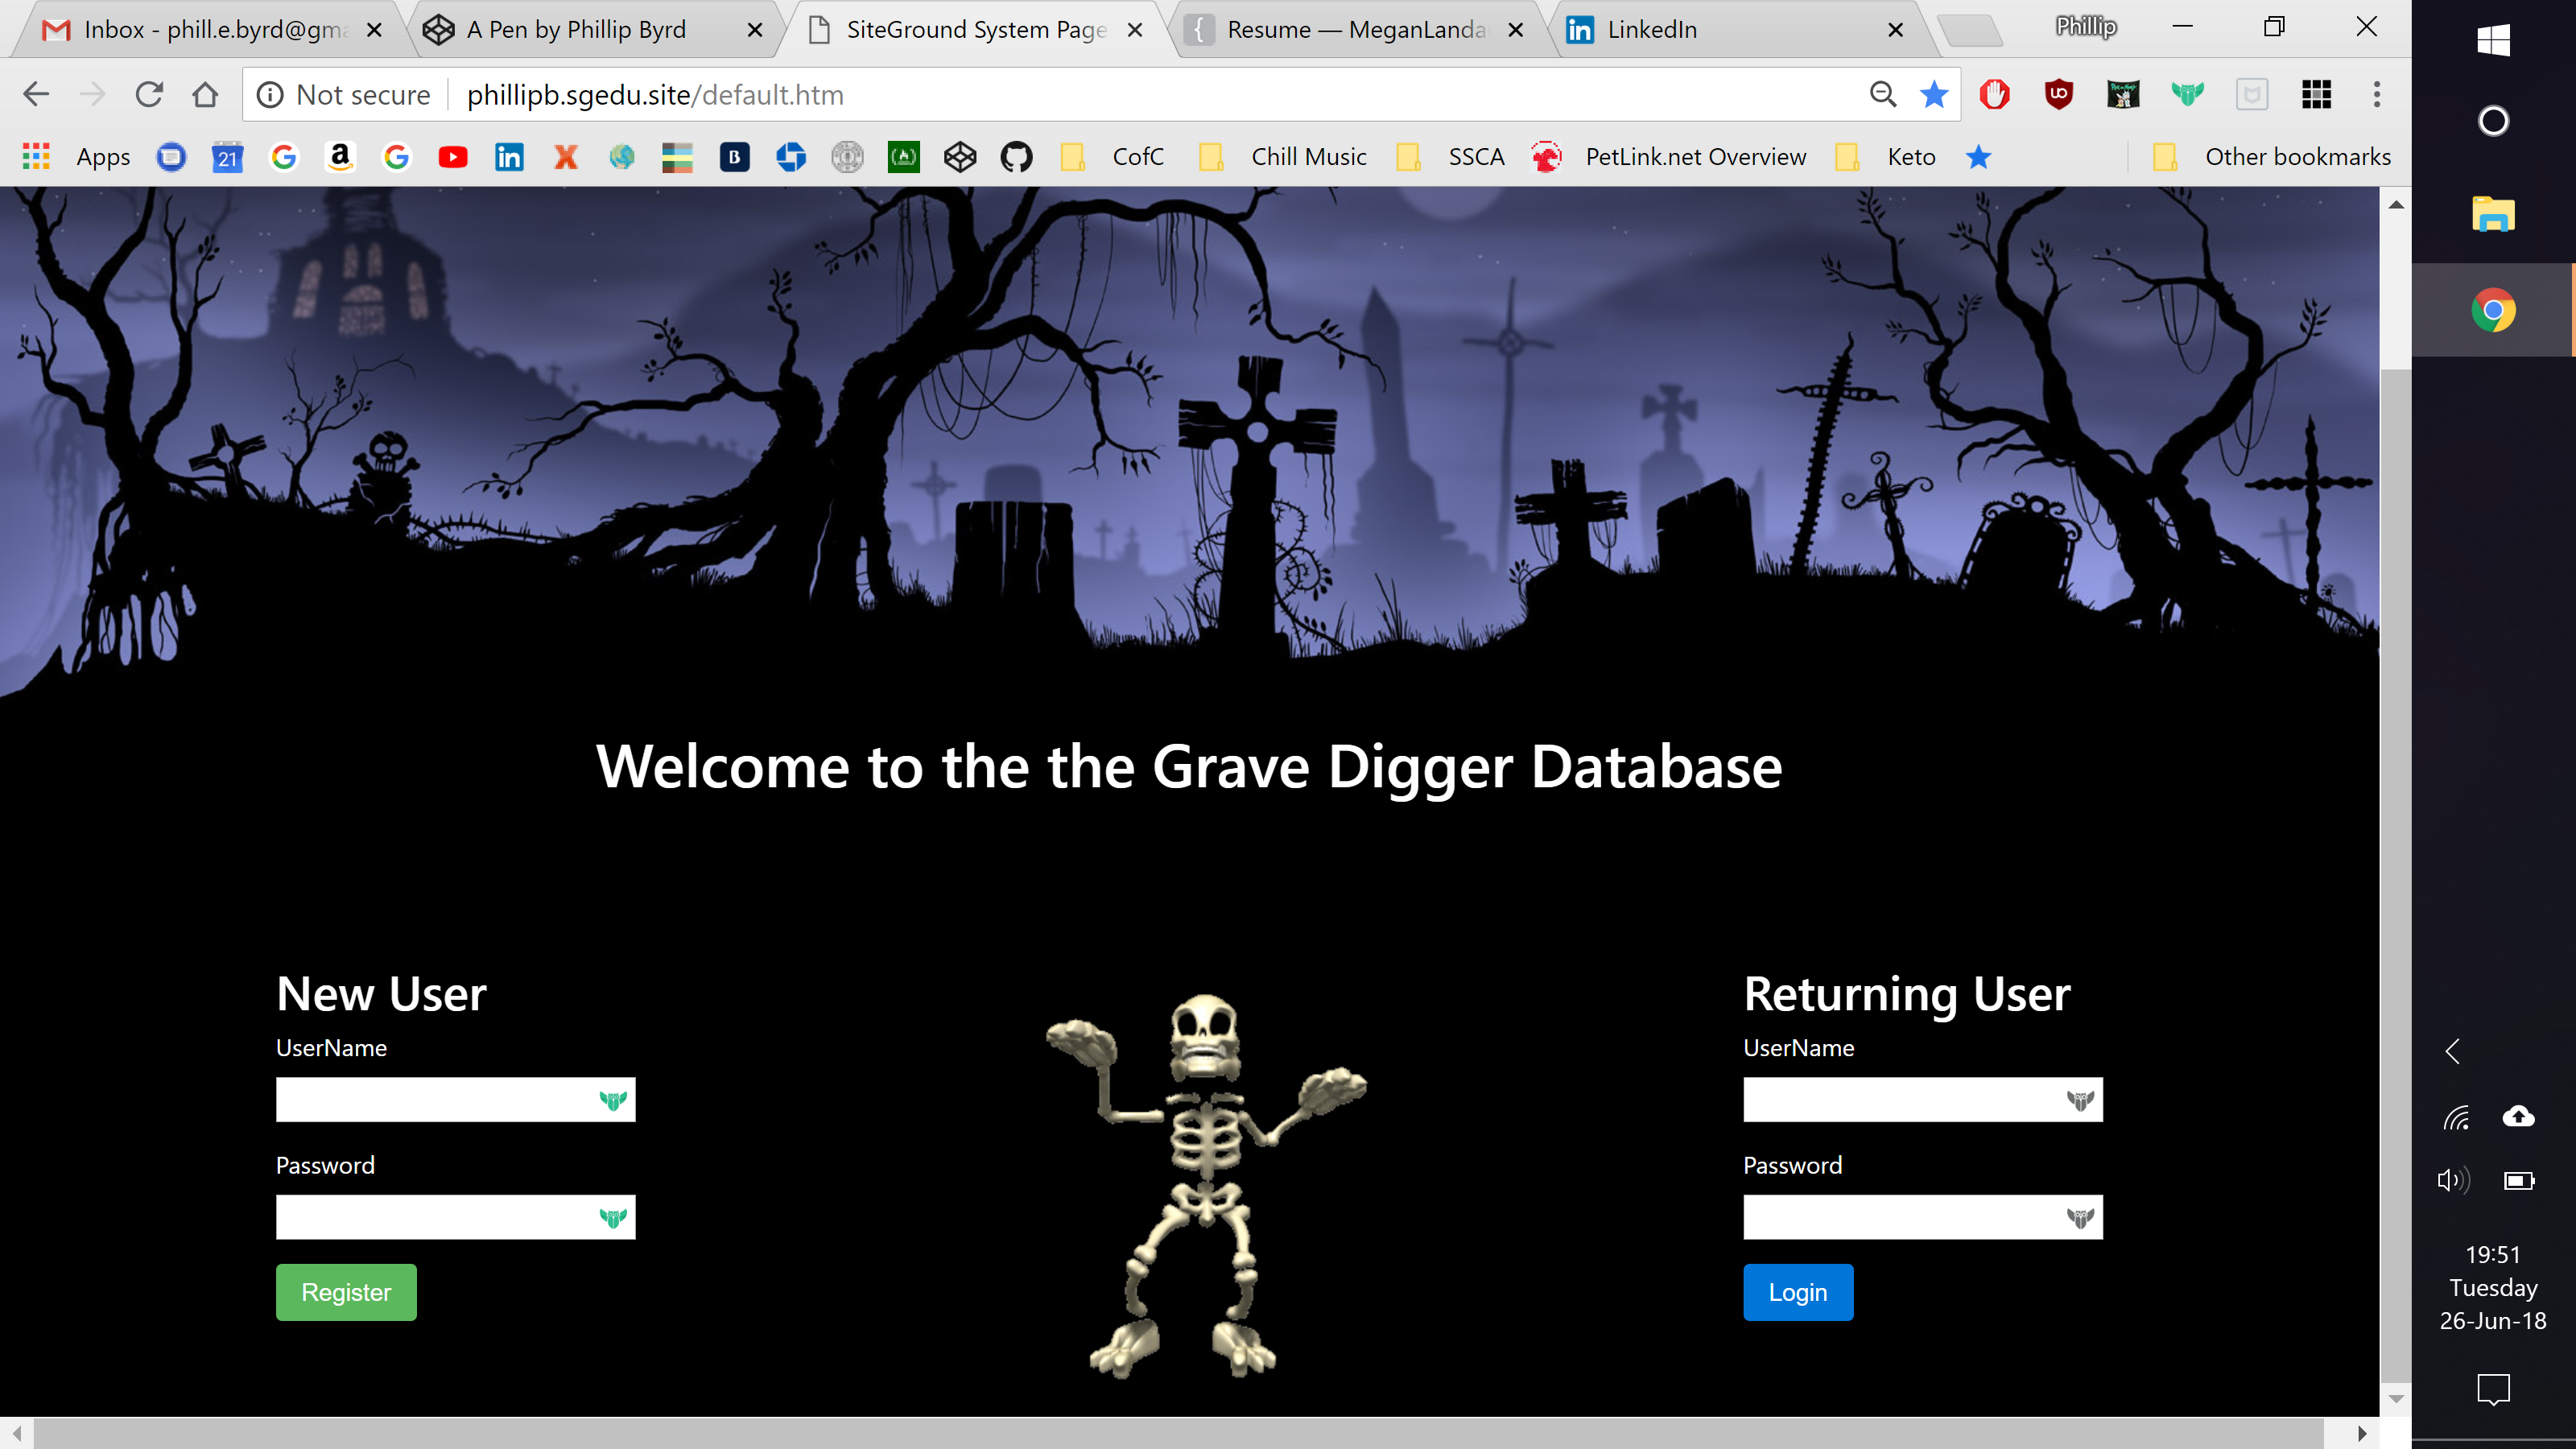 Inbox - phill.e.byrd@gma
A Pen by Phillip Byrd
SiteGround System Page
Resume — MeganLanda
LinkedIn
Phillip
Not secure
phillipb.sgedu.site/default.htm
Apps
21
CofC
Chill Music
SSCA
PetLink.net Overview
Keto
Other bookmarks
Welcome to the the Grave Digger Database
New User
UserName
Password
Register
Returning User
UserName
Password
Login
19:51
Tuesday
26-Jun-18